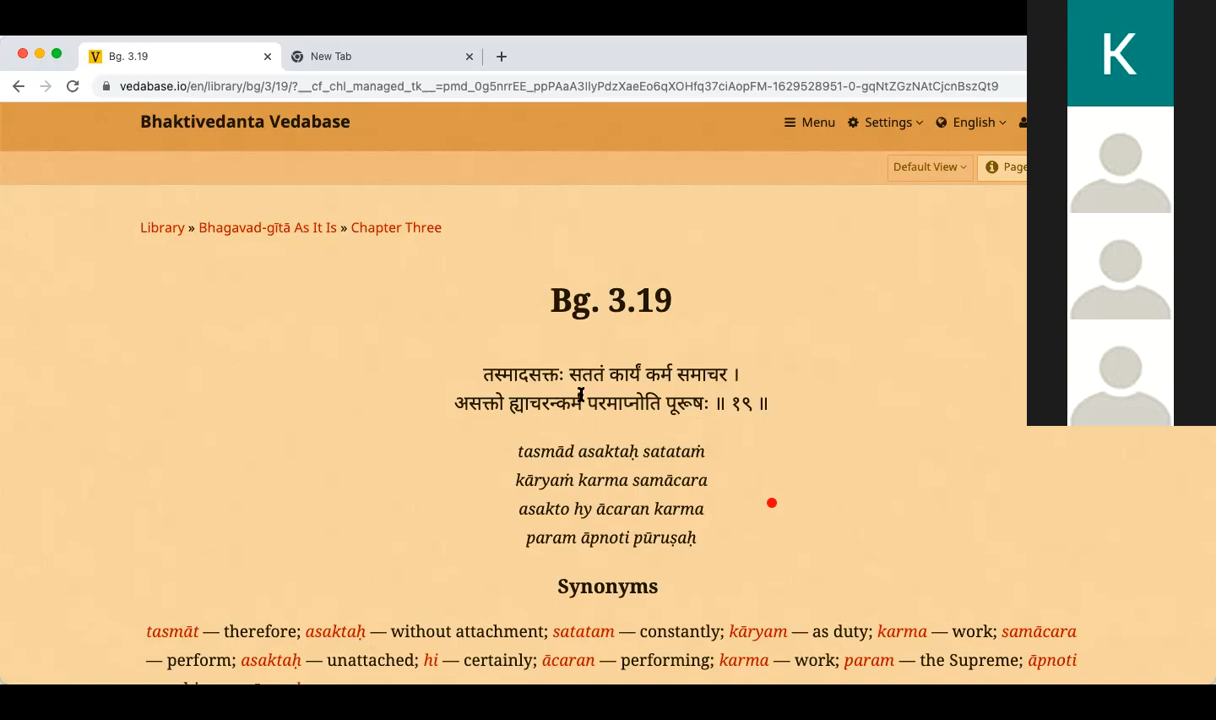 Bg. 3.19
New Tab
vedabase.io/en/library/bg/3/19/?__cf_chl_managed_tk__=pmd_0g5nrrEE_ppPAaA3IlyPdzXaeEo6qXOHfq37ciAopFM-1629528951-0-gqNtZGzNAtCjcnBszQt9
Bhaktivedanta Vedabase
Menu Settings English
Default View
Page
Library » Bhagavad-gītā As It Is » Chapter Three
Bg. 3.19
तस्मादसक्तः सततं कार्यं कर्म समाचर ।
असक्तो ह्याचरन्कर्म परमाप्नोति पूरूषः ॥ १९ ॥
tasmād asaktaḥ satataṁ
kāryaṁ karma samācara
asakto hy ācaran karma
param āpnoti pūruṣaḥ
Synonyms
tasmāt — therefore; asaktaḥ — without attachment; satatam — constantly; kāryam — as duty; karma — work; samācara
— perform; asaktaḥ — unattached; hi — certainly; ācaran — performing; karma — work; param — the Supreme; āpnoti
K